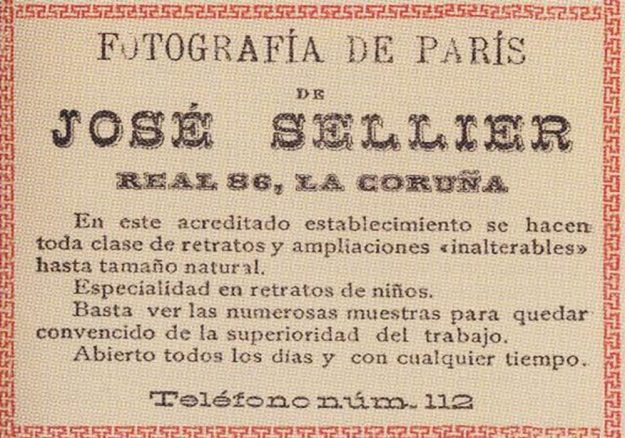 FOTOGRAFÍA DE PARÍS
DE
JOSÉ SELLIER
REAL 86, LA CORUÑA
En este acreditado establecimiento se hacen
toda clase de retratos y ampliaciones «inalterables»
hasta tamaño natural.
Especialidad en retratos de niños.
Basta ver las numerosas muestras para quedar
convencido de la superioridad del trabajo.
Abierto todos los días y con cualquier tiempo.
Teléfono núm. 112